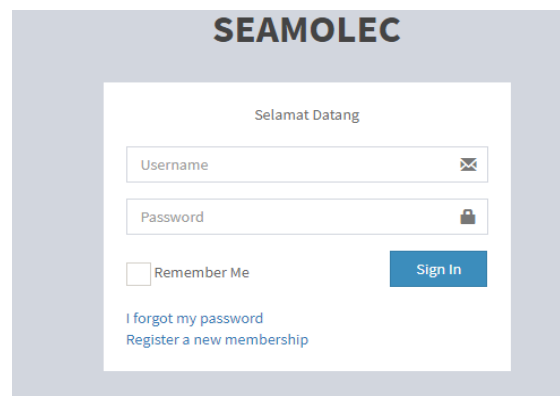 SEAMOLEC
Selamat Datang
Username
Password
Remember Me
Sign In
I forgot my password
Register a new membership